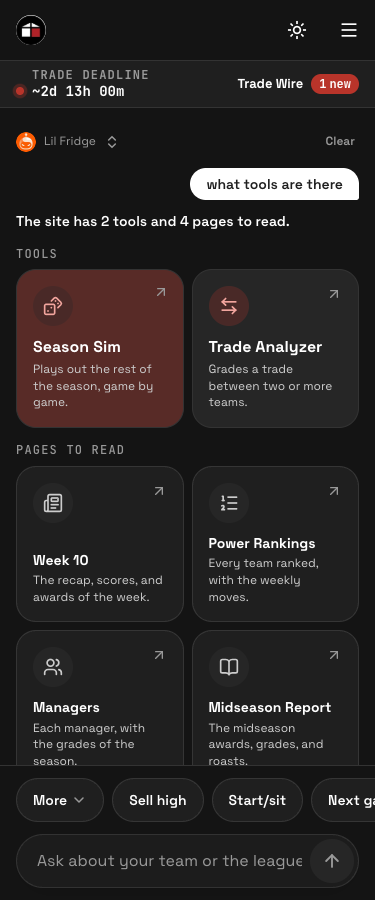 TRADE DEADLINE
~2d 13h 00m
Trade Wire
1 new
Lil Fridge
Clear
what tools are there
The site has 2 tools and 4 pages to read.
TOOLS
Season Sim
Plays out the rest of
the season, game by
game.
Trade Analyzer
Grades a trade
between two or more
teams.
PAGES TO READ
Week 10
The recap, scores, and
awards of the week.
Power Rankings
Every team ranked,
with the weekly
moves.
Managers
Each manager, with
the grades of the
season.
Midseason Report
The midseason
awards, grades, and
roasts.
More
Sell high
Start/sit
Next ga
Ask about your team or the league